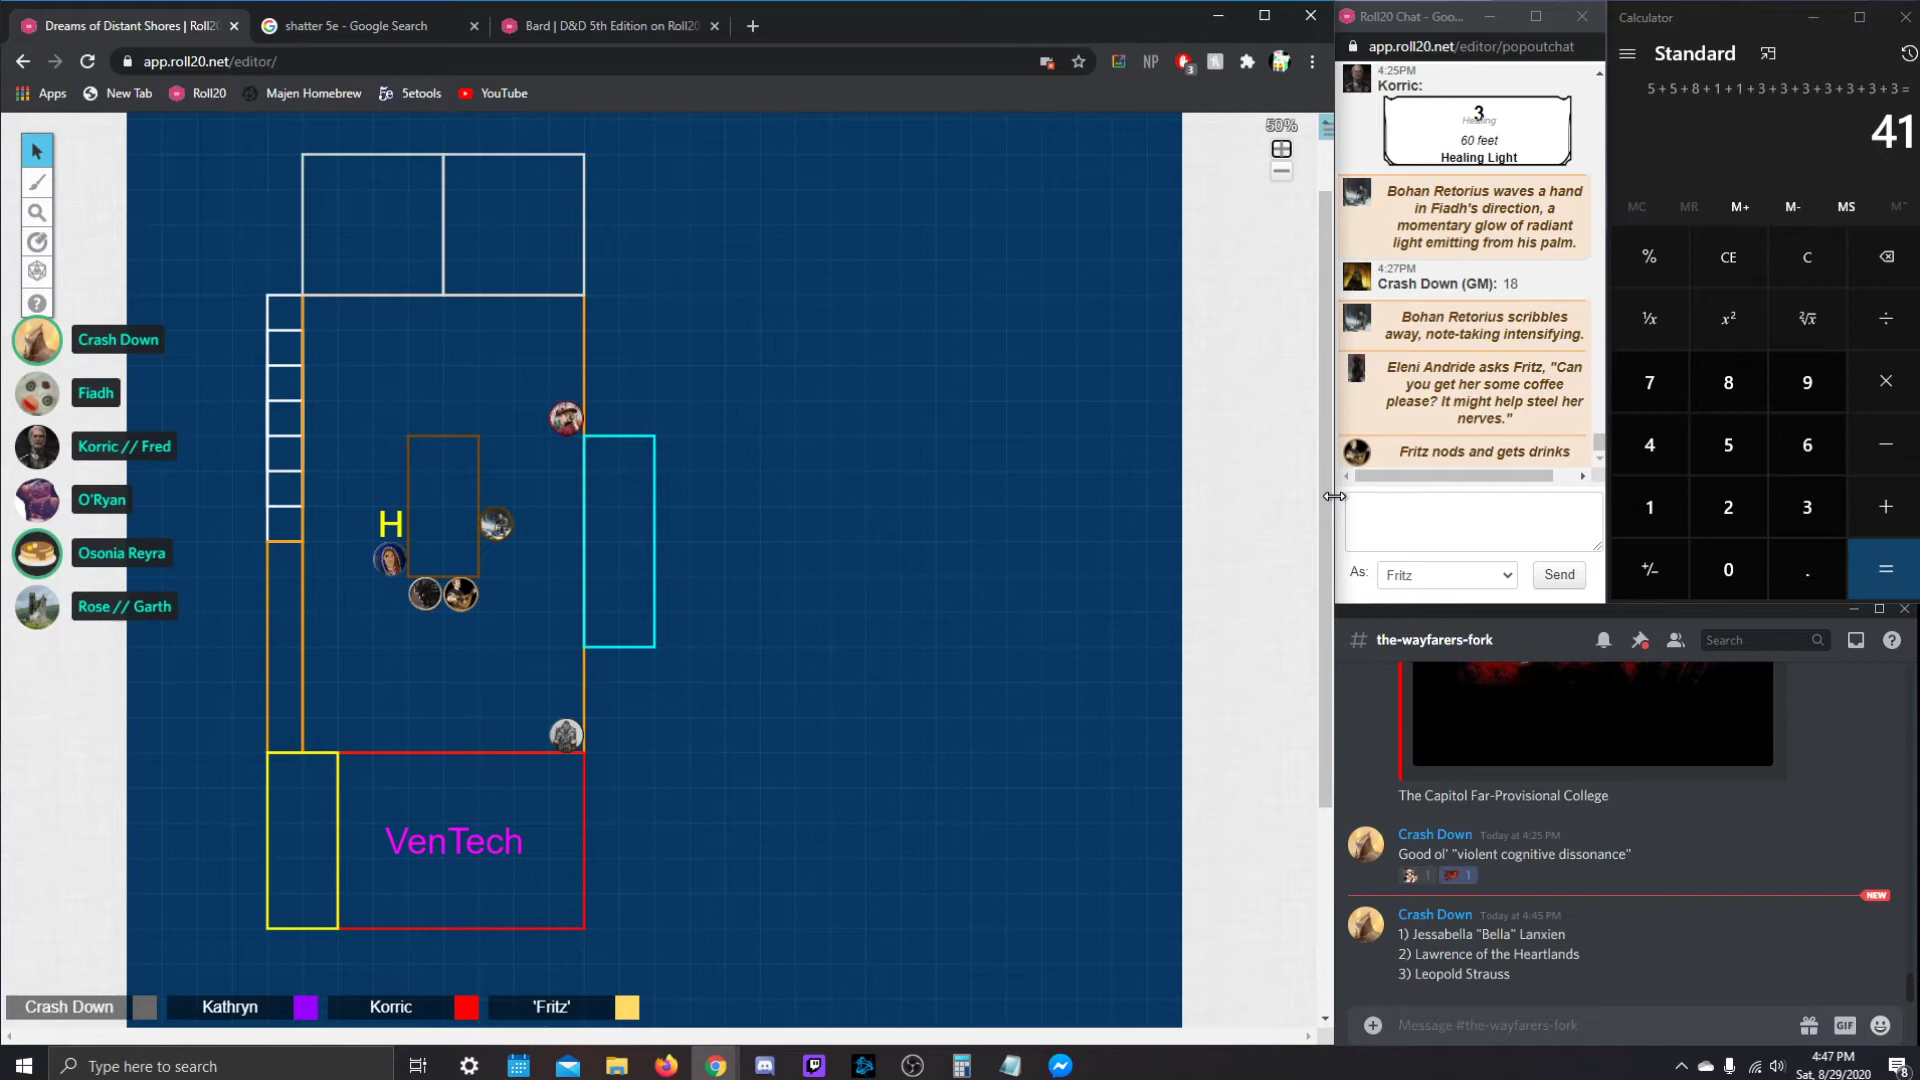 Dreams of Distant Shores | Roll20
shatter 5e - Google Search
Bard | D&D 5th Edition on Roll20
app.roll20.net/editor/
NP
3
Apps
New Tab
Roll20
Majen Homebrew
5etools
YouTube
50%
Crash Down
Fiadh
Korric // Fred
O'Ryan
Osonia Reyra
Rose // Garth
H
VenTech
Crash Down
Kathryn
Korric
'Fritz'
Roll20 Chat - Goo...
app.roll20.net/editor/popoutchat
4:25PM
Korric:
3
Healing
60 feet
Healing Light
Bohan Retorius waves a hand
in Fiadh's direction, a
momentary glow of radiant
light emitting from his palm.
4:27PM
Crash Down (GM): 18
Bohan Retorius scribbles
away, note-taking intensifying.
Eleni Andride asks Fritz, "Can
you get her some coffee
please? It might help steel her
nerves."
Fritz nods and gets drinks
As:
Fritz
Send
Calculator
Standard
5 + 5 + 8 + 1 + 1 + 3 + 3 + 3 + 3 + 3 + 3 + 3 =
41
MC MR M+ M- MS M˅
% CE C
⅟x x² ²√x ÷
7 8 9 ×
4 5 6 −
1 2 3 +
+/− 0 . =
# the-wayfarers-fork
Search
The Capitol Far-Provisional College
Crash Down Today at 4:25 PM
Good ol' "violent cognitive dissonance"
1 1
NEW
Crash Down Today at 4:45 PM
1) Jessabella "Bella" Lanxien
2) Lawrence of the Heartlands
3) Leopold Strauss
Message #the-wayfarers-fork
GIF
Type here to search
4:47 PM
Sat, 8/29/2020
8